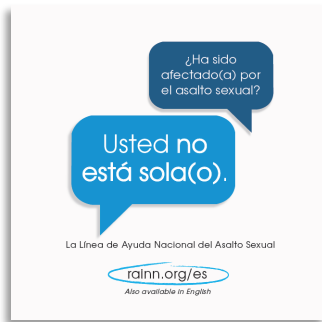 ¿Ha sido
afectado(a) por
el asalto sexual?
Usted no
está sola(o).
La Línea de Ayuda Nacional del Asalto Sexual
rainn.org/es
Also available in English